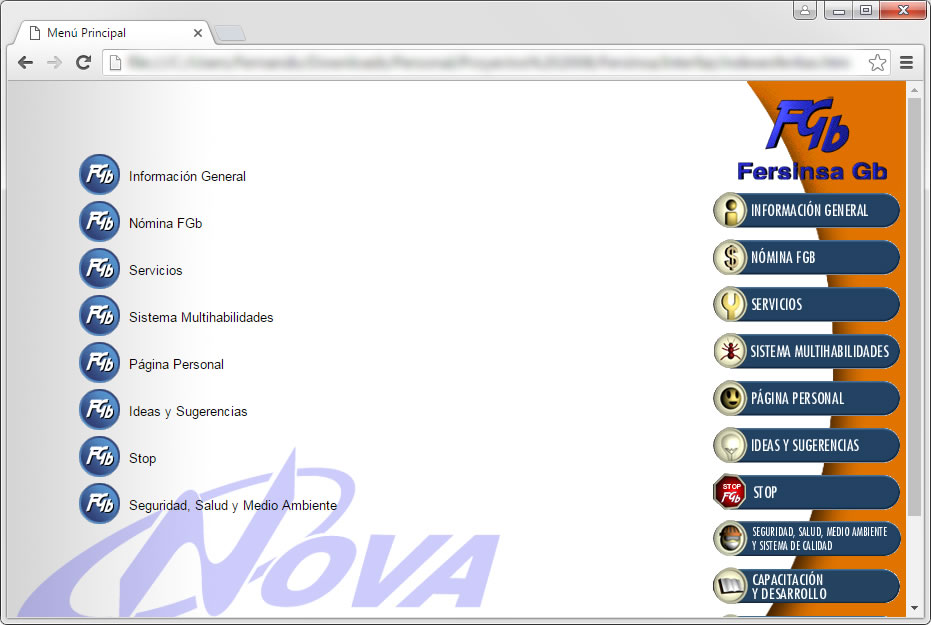 Menú Principal
FGb
Fersinsa Gb
FGb Información General
FGb Nómina FGb
FGb Servicios
FGb Sistema Multihabilidades
FGb Página Personal
FGb Ideas y Sugerencias
FGb Stop
FGb Seguridad, Salud y Medio Ambiente
NOVA
INFORMACIÓN GENERAL
$ NÓMINA FGB
SERVICIOS
SISTEMA MULTIHABILIDADES
PÁGINA PERSONAL
IDEAS Y SUGERENCIAS
STOP
FGb
STOP
SEGURIDAD, SALUD, MEDIO AMBIENTE
Y SISTEMA DE CALIDAD
CAPACITACIÓN
Y DESARROLLO